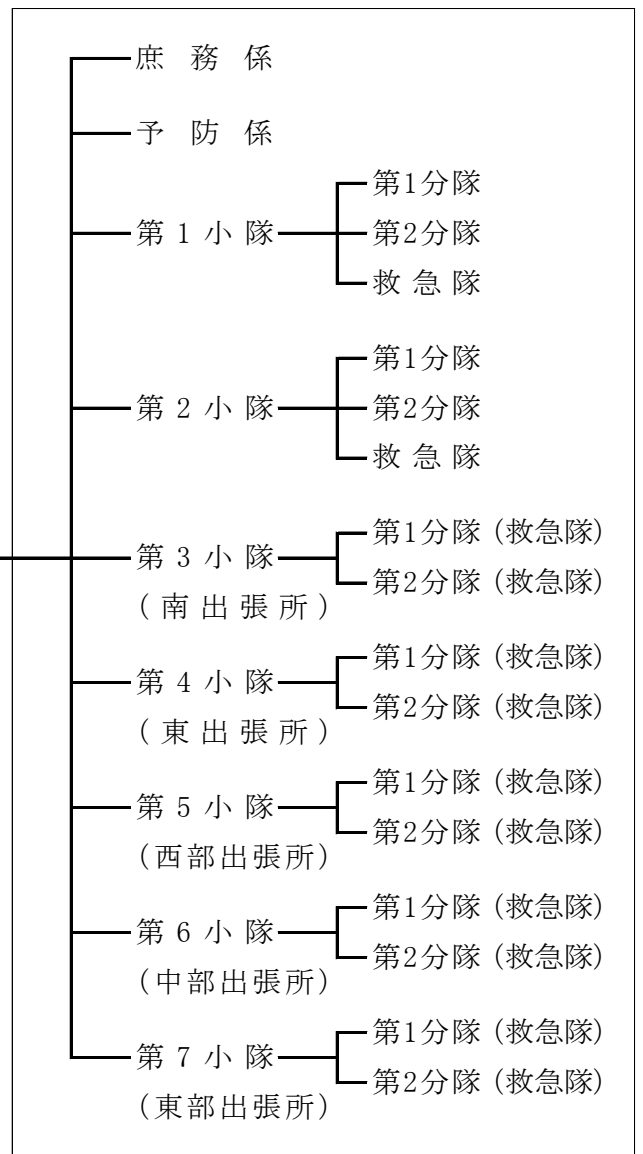 庶務係
予防係
第1小隊
第1分隊
第2分隊
救急隊
第2小隊
第1分隊
第2分隊
救急隊
第3小隊
(南出張所)
第1分隊(救急隊)
第2分隊(救急隊)
第4小隊
(東出張所)
第1分隊(救急隊)
第2分隊(救急隊)
第5小隊
(西部出張所)
第1分隊(救急隊)
第2分隊(救急隊)
第6小隊
(中部出張所)
第1分隊(救急隊)
第2分隊(救急隊)
第7小隊
(東部出張所)
第1分隊(救急隊)
第2分隊(救急隊)